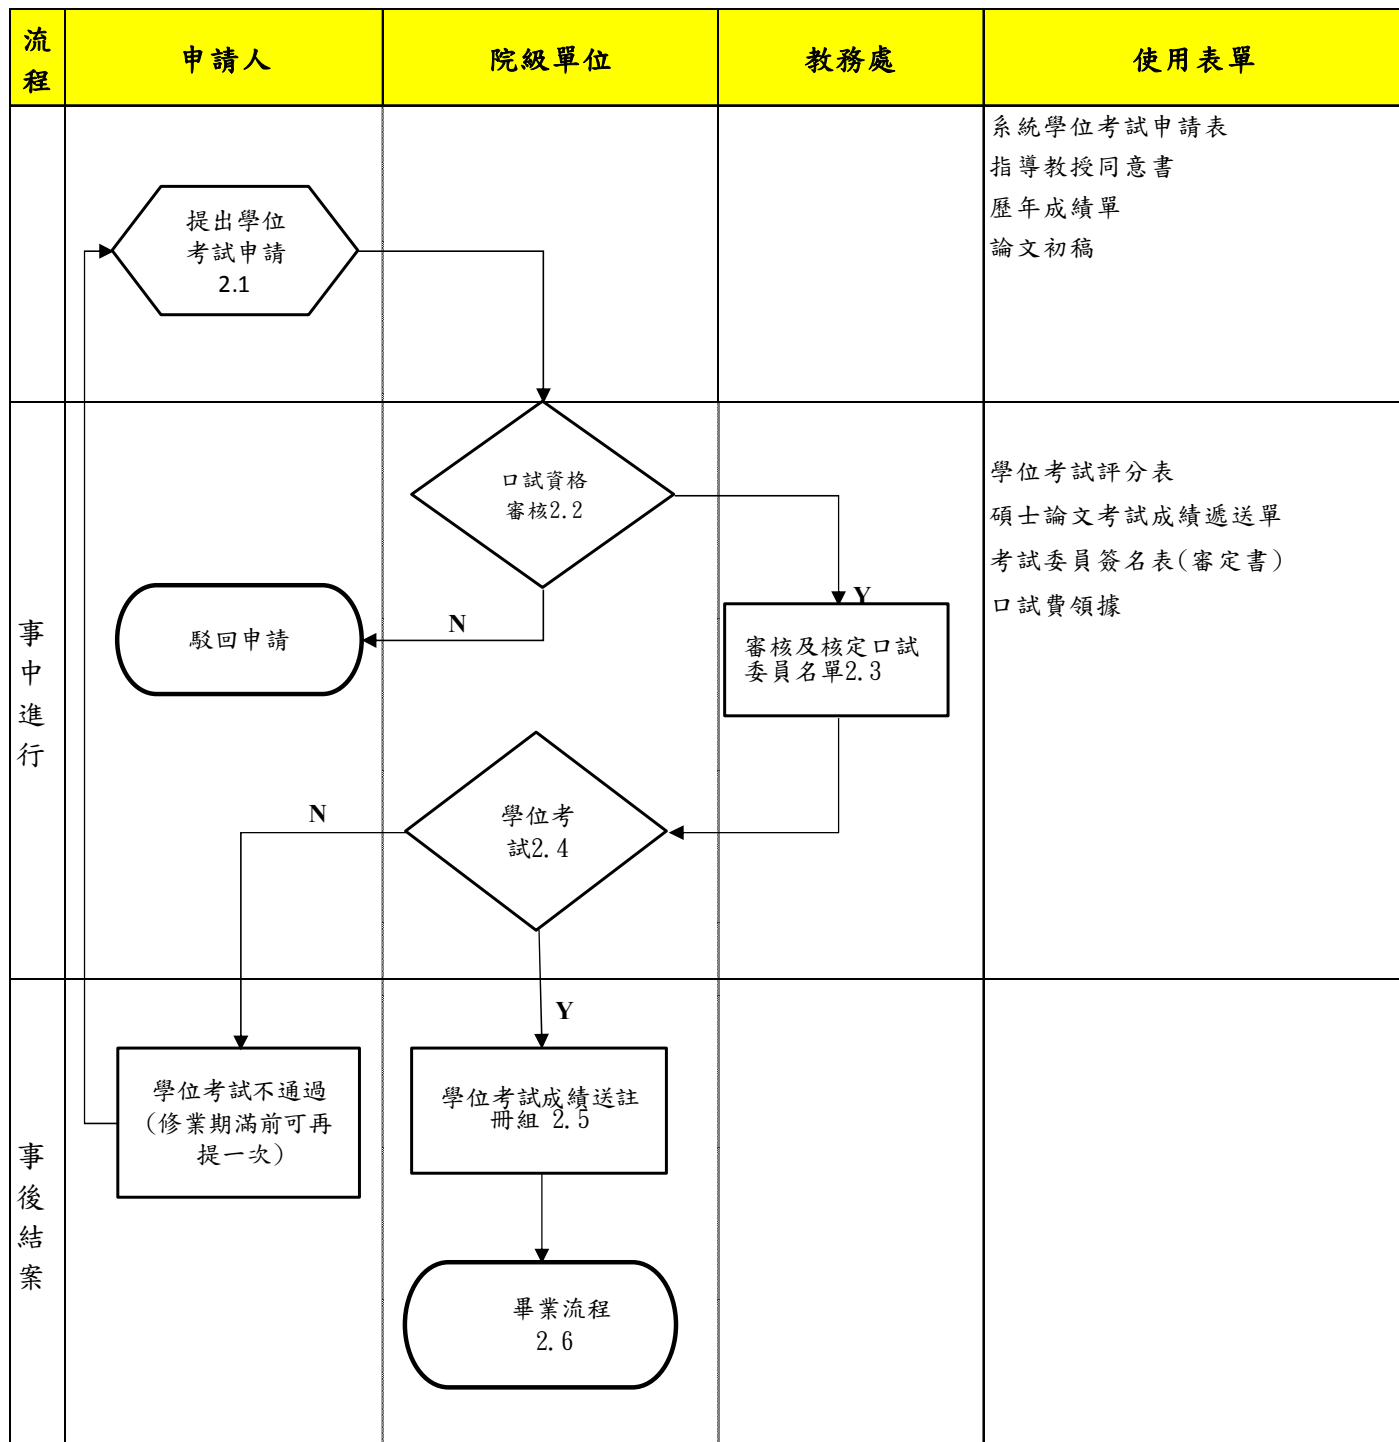 流
程
申請人
院級單位
教務處
使用表單
系統學位考試申請表
指導教授同意書
歷年成績單
論文初稿
提出學位
考試申請
2.1
事
中
進
行
口試資格
審核2.2
學位考試評分表
碩士論文考試成績遞送單
考試委員簽名表(審定書)
口試費領據
Y
N
駁回申請
審核及核定口試
委員名單2.3
N
學位考
試2.4
事
後
結
案
Y
學位考試不通過
(修業期滿前可再
提一次)
學位考試成績送註
冊組 2.5
畢業流程
2.6